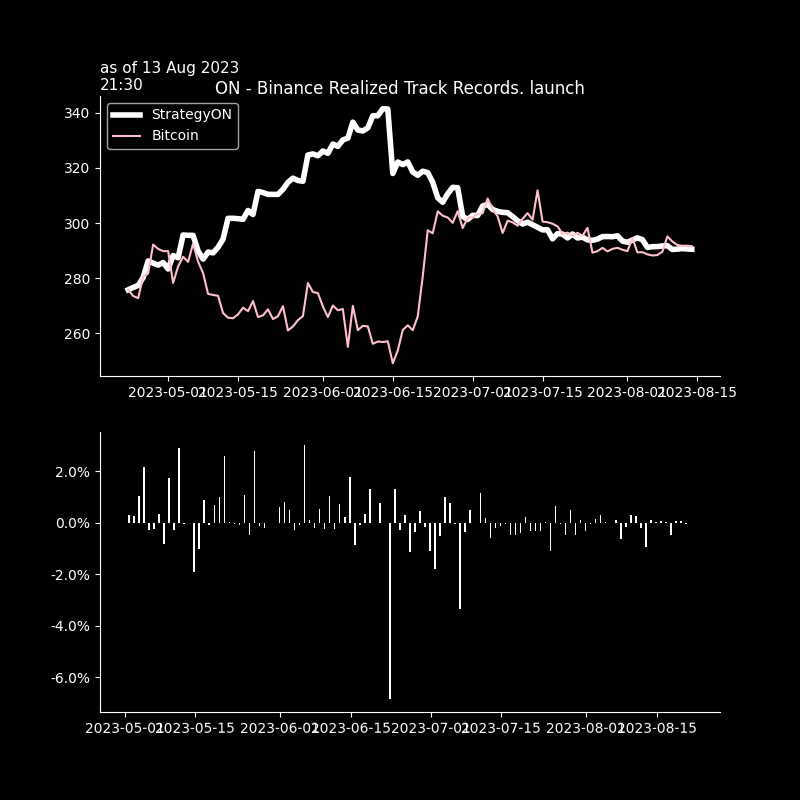 as of 13 Aug 2023
21:30
ON - Binance Realized Track Records. launch
StrategyON
Bitcoin
340
320
300
280
260
2023-05-01 2023-05-15 2023-06-01 2023-06-15 2023-07-01 2023-07-15 2023-08-01 2023-08-15
2.0%
0.0%
-2.0%
-4.0%
-6.0%
2023-05-01 2023-05-15 2023-06-01 2023-06-15 2023-07-01 2023-07-15 2023-08-01 2023-08-15